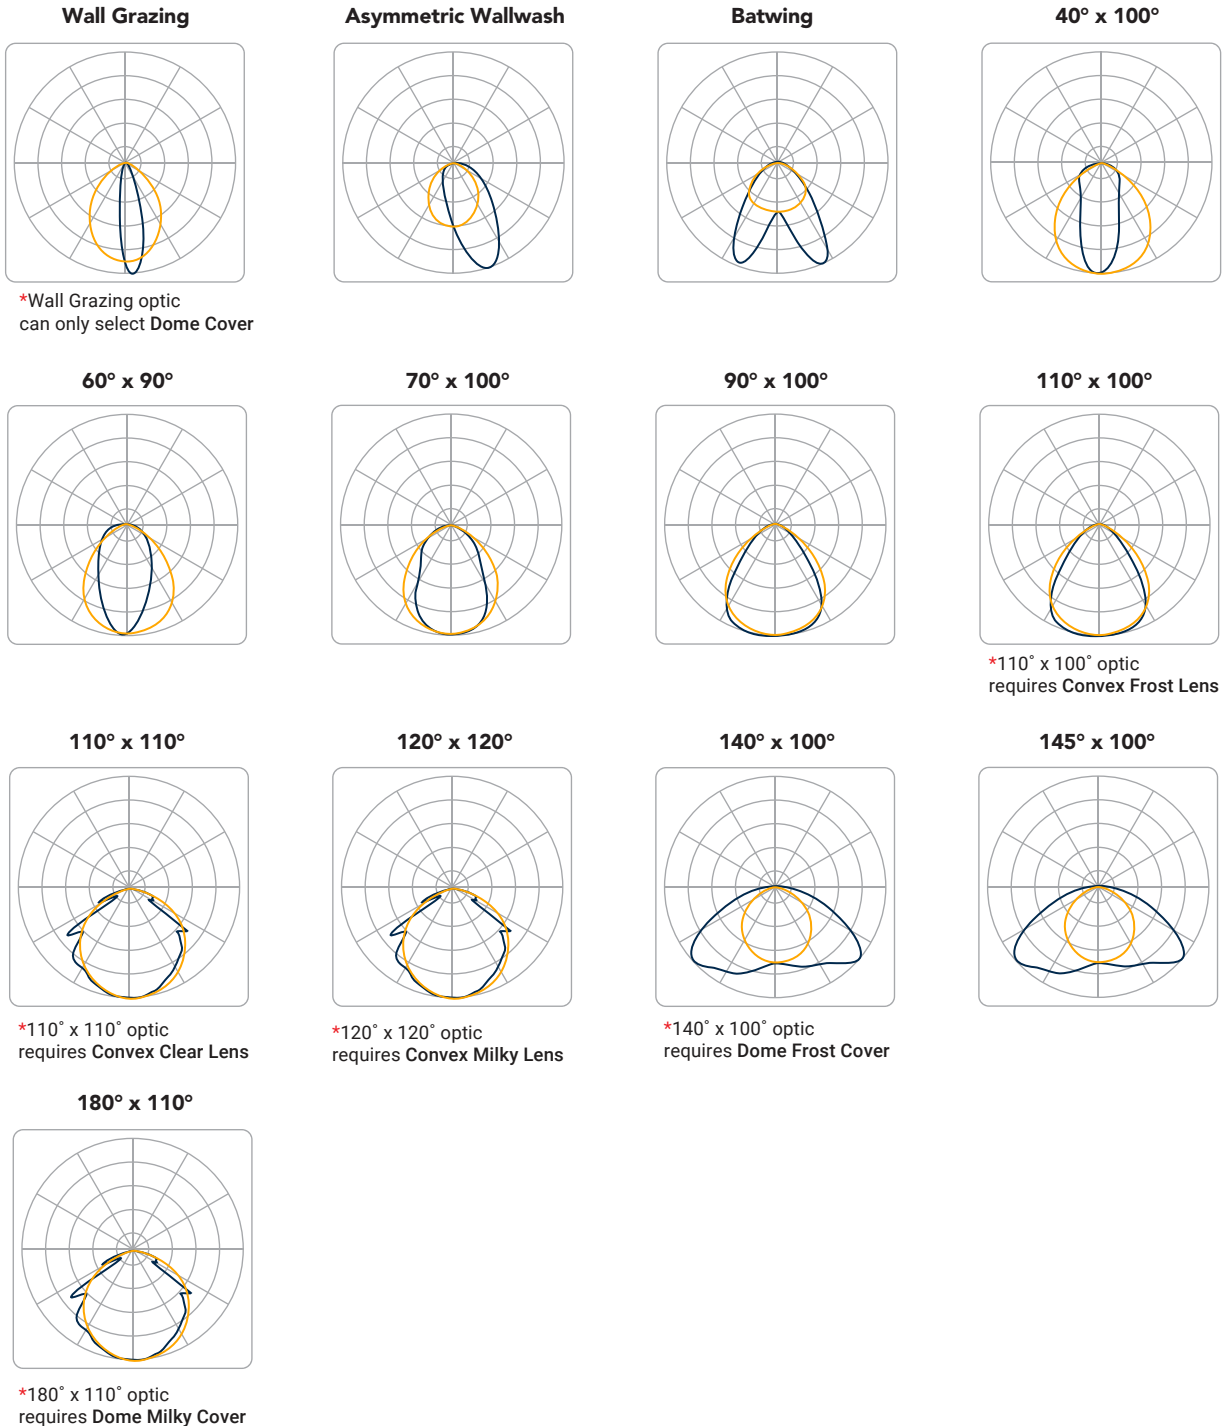 Wall Grazing
Asymmetric Wallwash
Batwing
40° x 100°
*Wall Grazing optic
can only select Dome Cover
60° x 90°
70° x 100°
90° x 100°
110° x 100°
*110° x 100° optic
requires Convex Frost Lens
110° x 110°
120° x 120°
140° x 100°
145° x 100°
*110° x 110° optic
requires Convex Clear Lens
*120° x 120° optic
requires Convex Milky Lens
*140° x 100° optic
requires Dome Frost Cover
180° x 110°
*180° x 110° optic
requires Dome Milky Cover